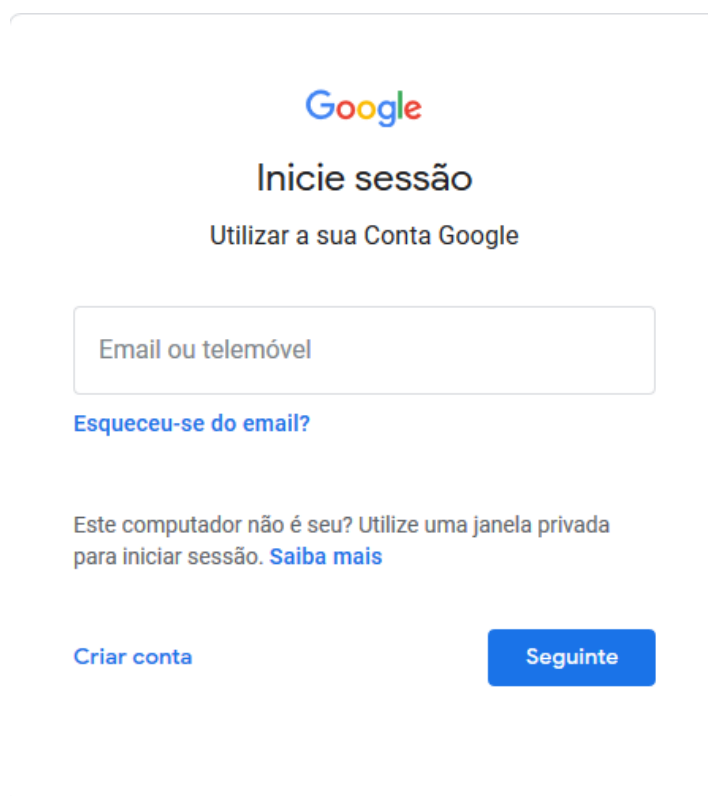 Google
Inicie sessão
Utilizar a sua Conta Google
Email ou telemóvel
Esqueceu-se do email?
Este computador não é seu? Utilize uma janela privada
para iniciar sessão. Saiba mais
Criar conta
Seguinte